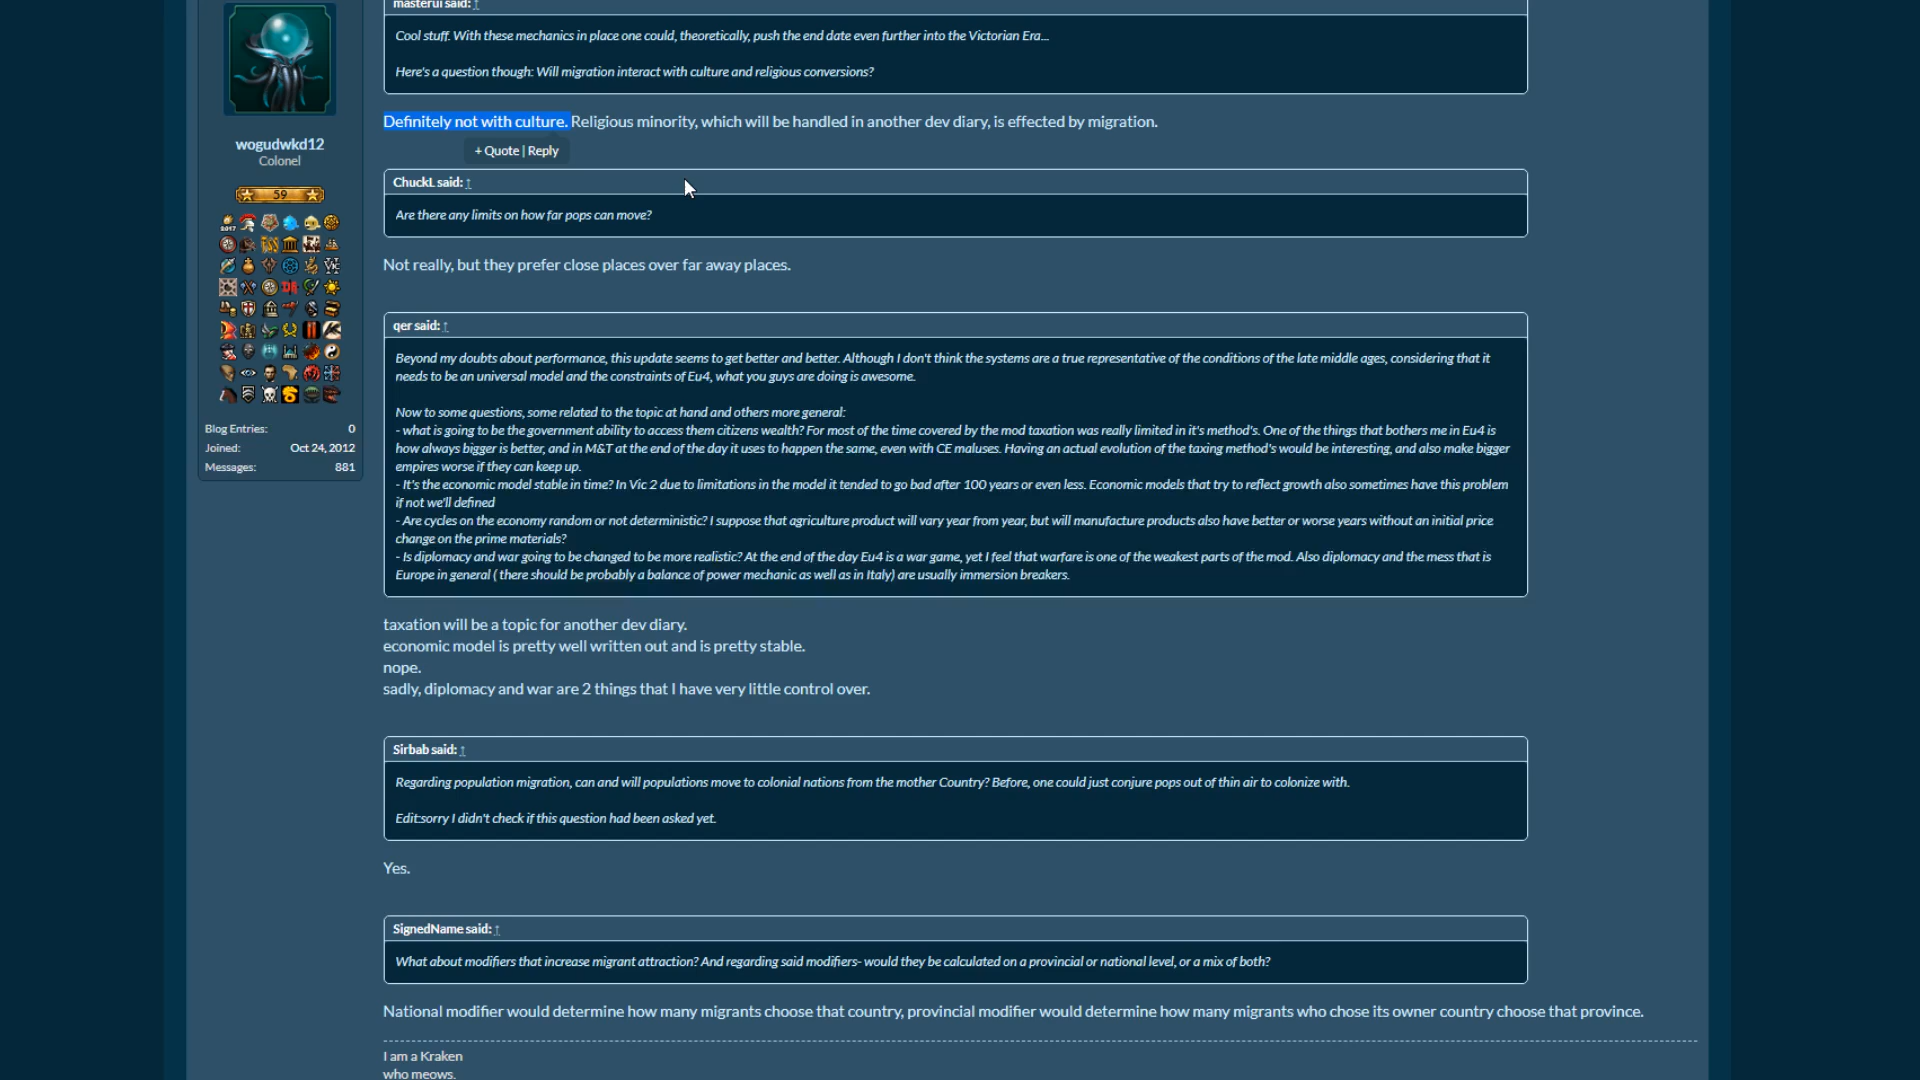 masterui said: ↑
Cool stuff. With these mechanics in place one could, theoretically, push the end date even further into the Victorian Era...
Here's a question though: Will migration interact with culture and religious conversions?
Definitely not with culture. Religious minority, which will be handled in another dev diary, is effected by migration.
+ Quote | Reply
wogudwkd12
Colonel
59
2017
Blog Entries: 0
Joined: Oct 24, 2012
Messages: 881
ChuckL said: ↑
Are there any limits on how far pops can move?
Not really, but they prefer close places over far away places.
qer said: ↑
Beyond my doubts about performance, this update seems to get better and better. Although I don't think the systems are a true representative of the conditions of the late middle ages, considering that it
needs to be an universal model and the constraints of Eu4, what you guys are doing is awesome.
Now to some questions, some related to the topic at hand and others more general:
- what is going to be the government ability to access them citizens wealth? For most of the time covered by the mod taxation was really limited in it's method's. One of the things that bothers me in Eu4 is
how always bigger is better, and in M&T at the end of the day it uses to happen the same, even with CE maluses. Having an actual evolution of the taxing method's would be interesting, and also make bigger
empires worse if they can keep up.
- It's the economic model stable in time? In Vic 2 due to limitations in the model it tended to go bad after 100 years or even less. Economic models that try to reflect growth also sometimes have this problem
if not we'll defined
- Are cycles on the economy random or not deterministic? I suppose that agriculture product will vary year from year, but will manufacture products also have better or worse years without an initial price
change on the prime materials?
- Is diplomacy and war going to be changed to be more realistic? At the end of the day Eu4 is a war game, yet I feel that warfare is one of the weakest parts of the mod. Also diplomacy and the mess that is
Europe in general ( there should be probably a balance of power mechanic as well as in Italy) are usually immersion breakers.
taxation will be a topic for another dev diary.
economic model is pretty well written out and is pretty stable.
nope.
sadly, diplomacy and war are 2 things that I have very little control over.
Sirbab said: ↑
Regarding population migration, can and will populations move to colonial nations from the mother Country? Before, one could just conjure pops out of thin air to colonize with.
Edit:sorry I didn't check if this question had been asked yet.
Yes.
SignedName said: ↑
What about modifiers that increase migrant attraction? And regarding said modifiers- would they be calculated on a provincial or national level, or a mix of both?
National modifier would determine how many migrants choose that country, provincial modifier would determine how many migrants who chose its owner country choose that province.
I am a Kraken
who meows.